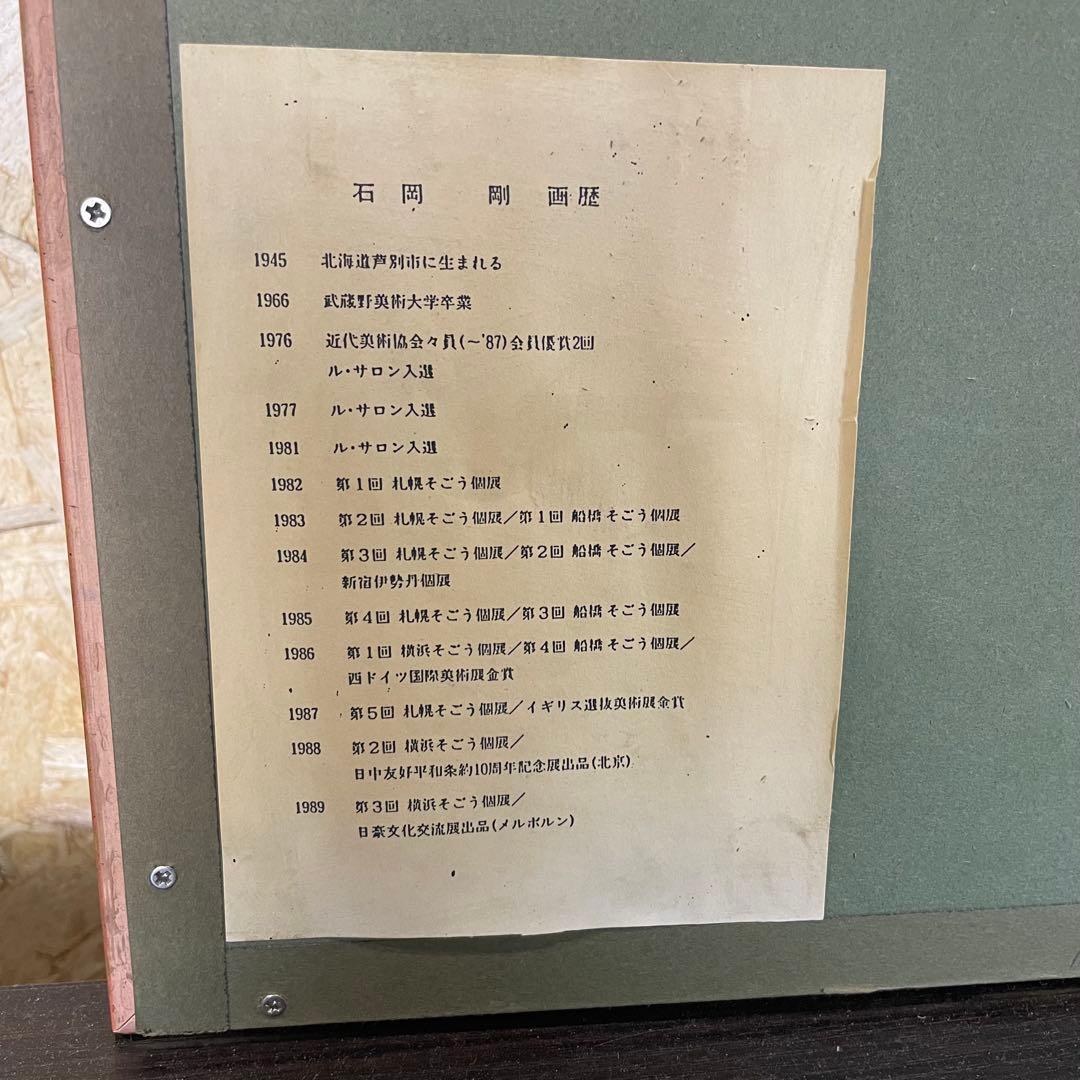 石岡 剛 画歴
1945 北海道芦別市に生まれる
1966 武蔵野美術大学卒業
1976 近代美術協会々員(〜'87)会員優賞2回
ル・サロン入選
1977 ル・サロン入選
1981 ル・サロン入選
1982 第1回 札幌そごう個展
1983 第2回 札幌そごう個展／第1回 船橋そごう個展
1984 第3回 札幌そごう個展／第2回 船橋そごう個展／
新宿伊勢丹個展
1985 第4回 札幌そごう個展／第3回 船橋そごう個展
1986 第1回 横浜そごう個展／第4回 船橋そごう個展／
西ドイツ国際美術展金賞
1987 第5回 札幌そごう個展／イギリス選抜美術展金賞
1988 第2回 横浜そごう個展／
日中友好平和条約10周年記念展出品(北京)
1989 第3回 横浜そごう個展／
日豪文化交流展出品(メルボルン)